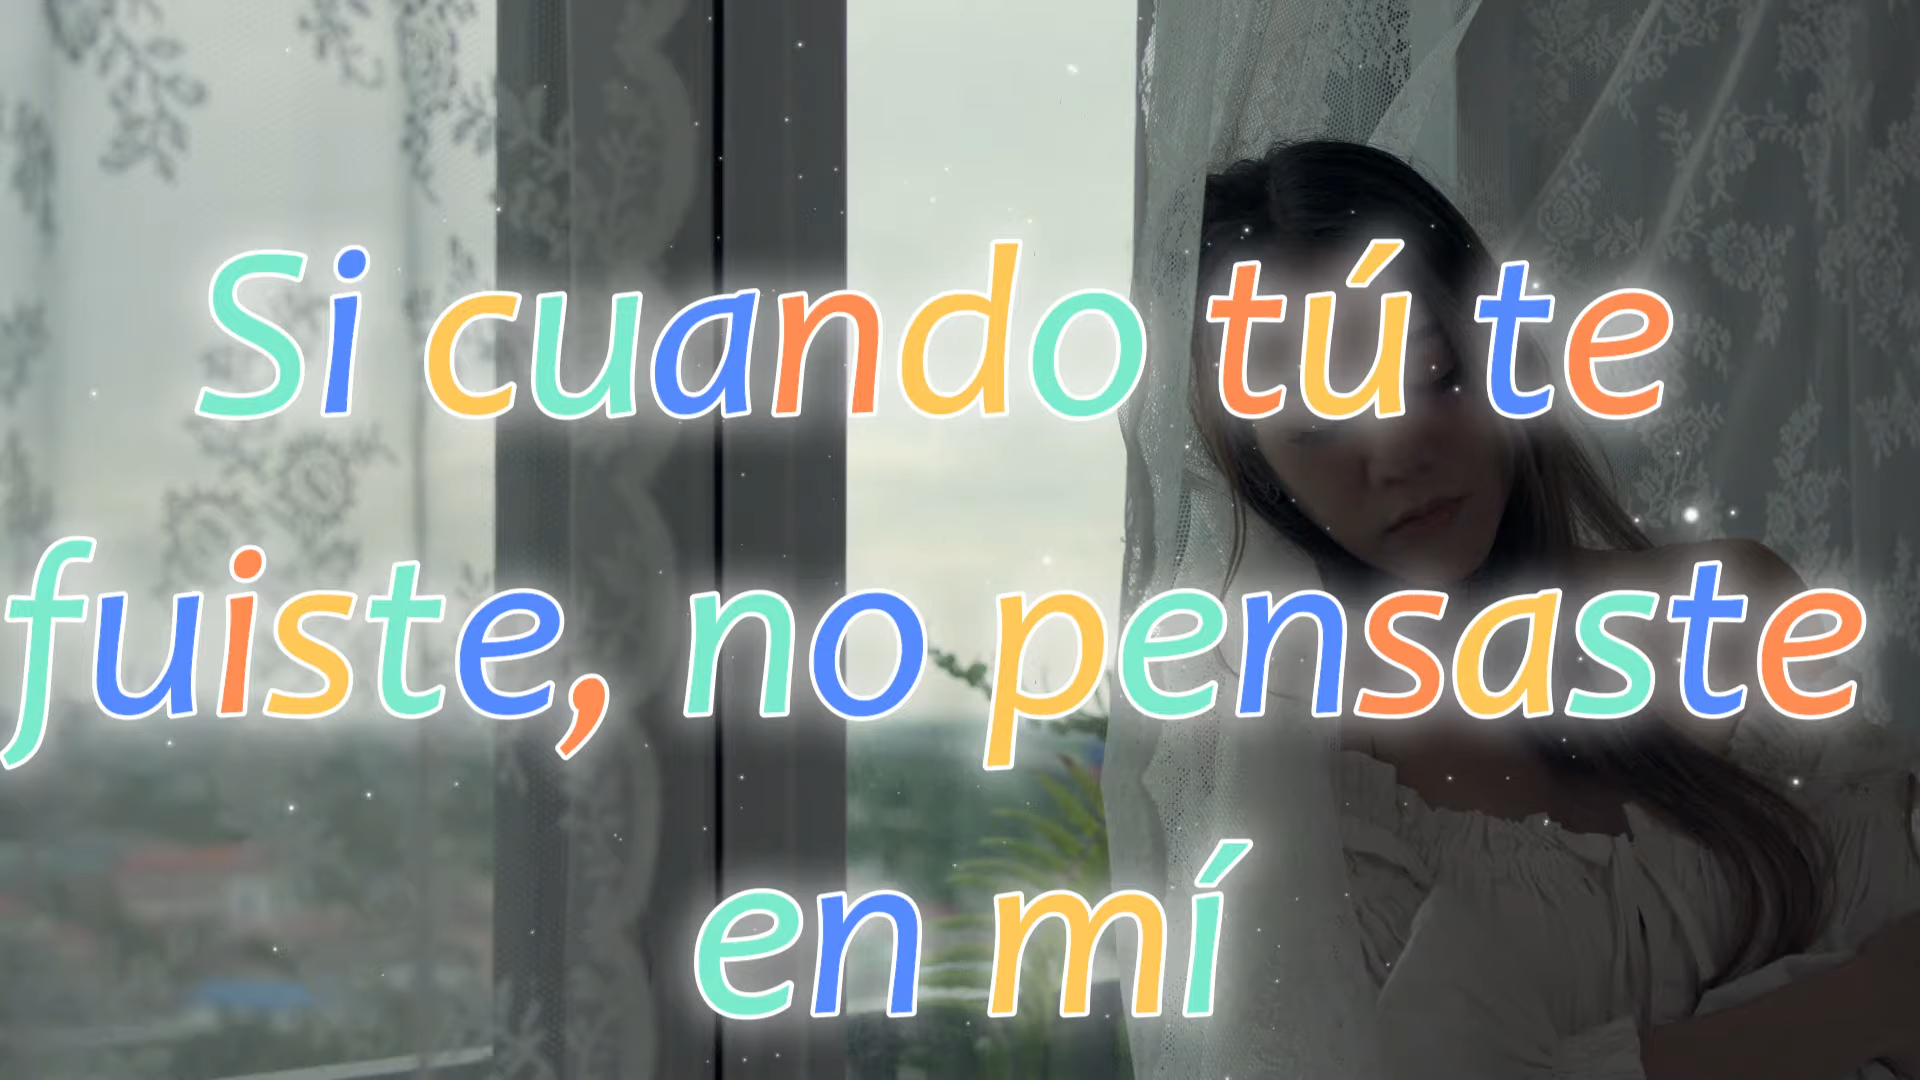 Si cuando tú te
fuiste, no pensaste
en mí